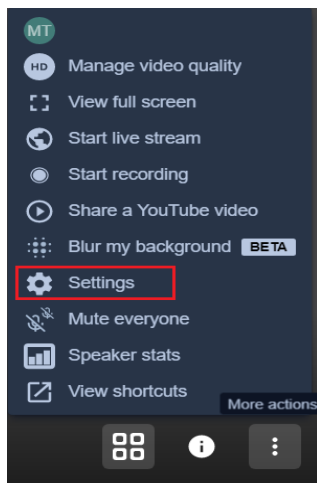 MT
HD Manage video quality
View full screen
Start live stream
Start recording
Share a YouTube video
Blur my background BETA
Settings
Mute everyone
Speaker stats
View shortcuts
More actions